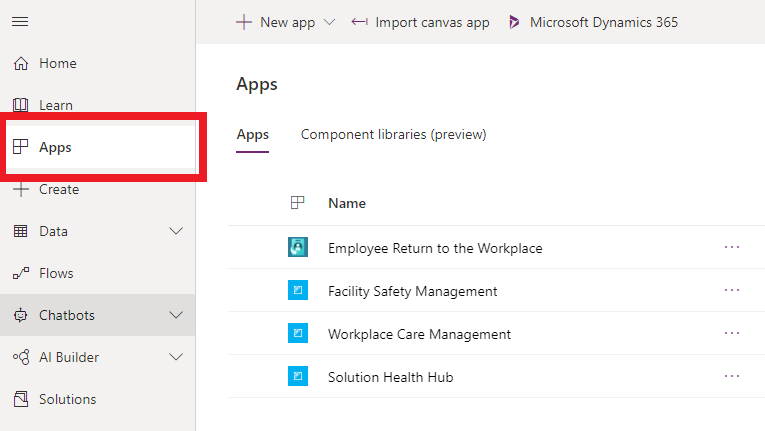 New app
Import canvas app
Microsoft Dynamics 365
Home
Learn
Apps
Create
Data
Flows
Chatbots
AI Builder
Solutions
Apps
Apps
Component libraries (preview)
Name
Employee Return to the Workplace
Facility Safety Management
Workplace Care Management
Solution Health Hub